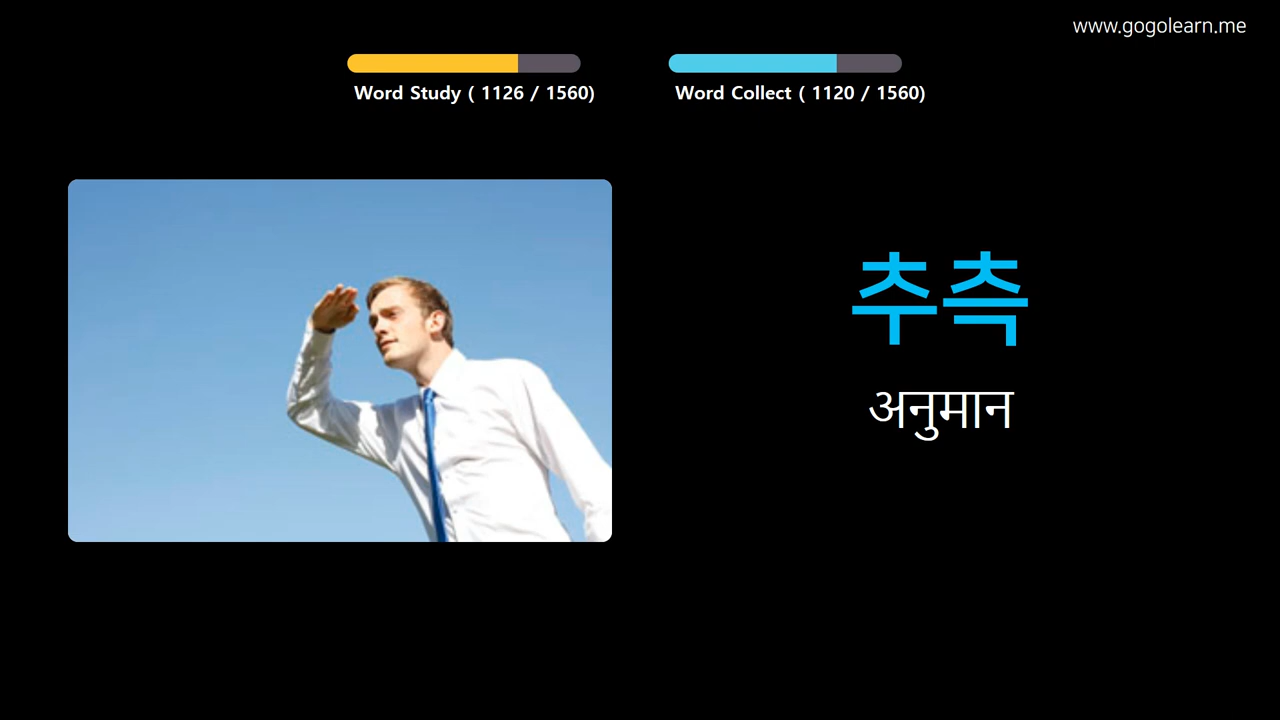 www.gogolearn.me
Word Study ( 1126 / 1560)
Word Collect ( 1120 / 1560)
추측
अनुमान